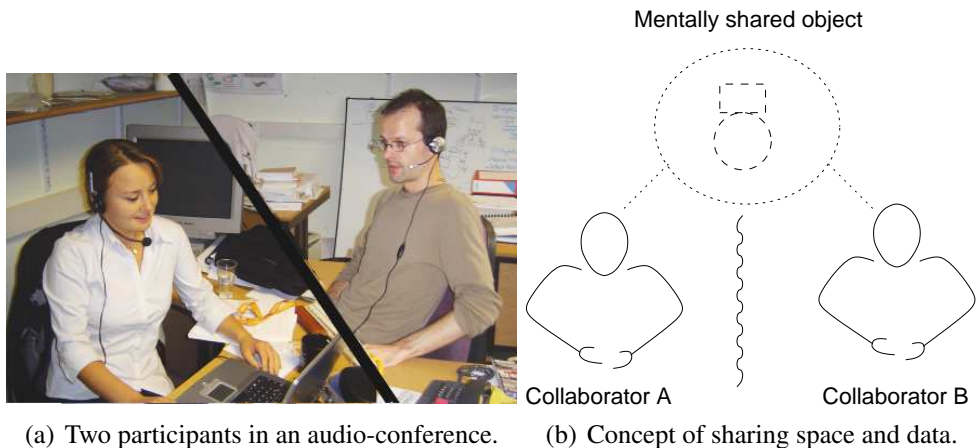 Mentally shared object
Collaborator A
Collaborator B
(a) Two participants in an audio-conference.
(b) Concept of sharing space and data.